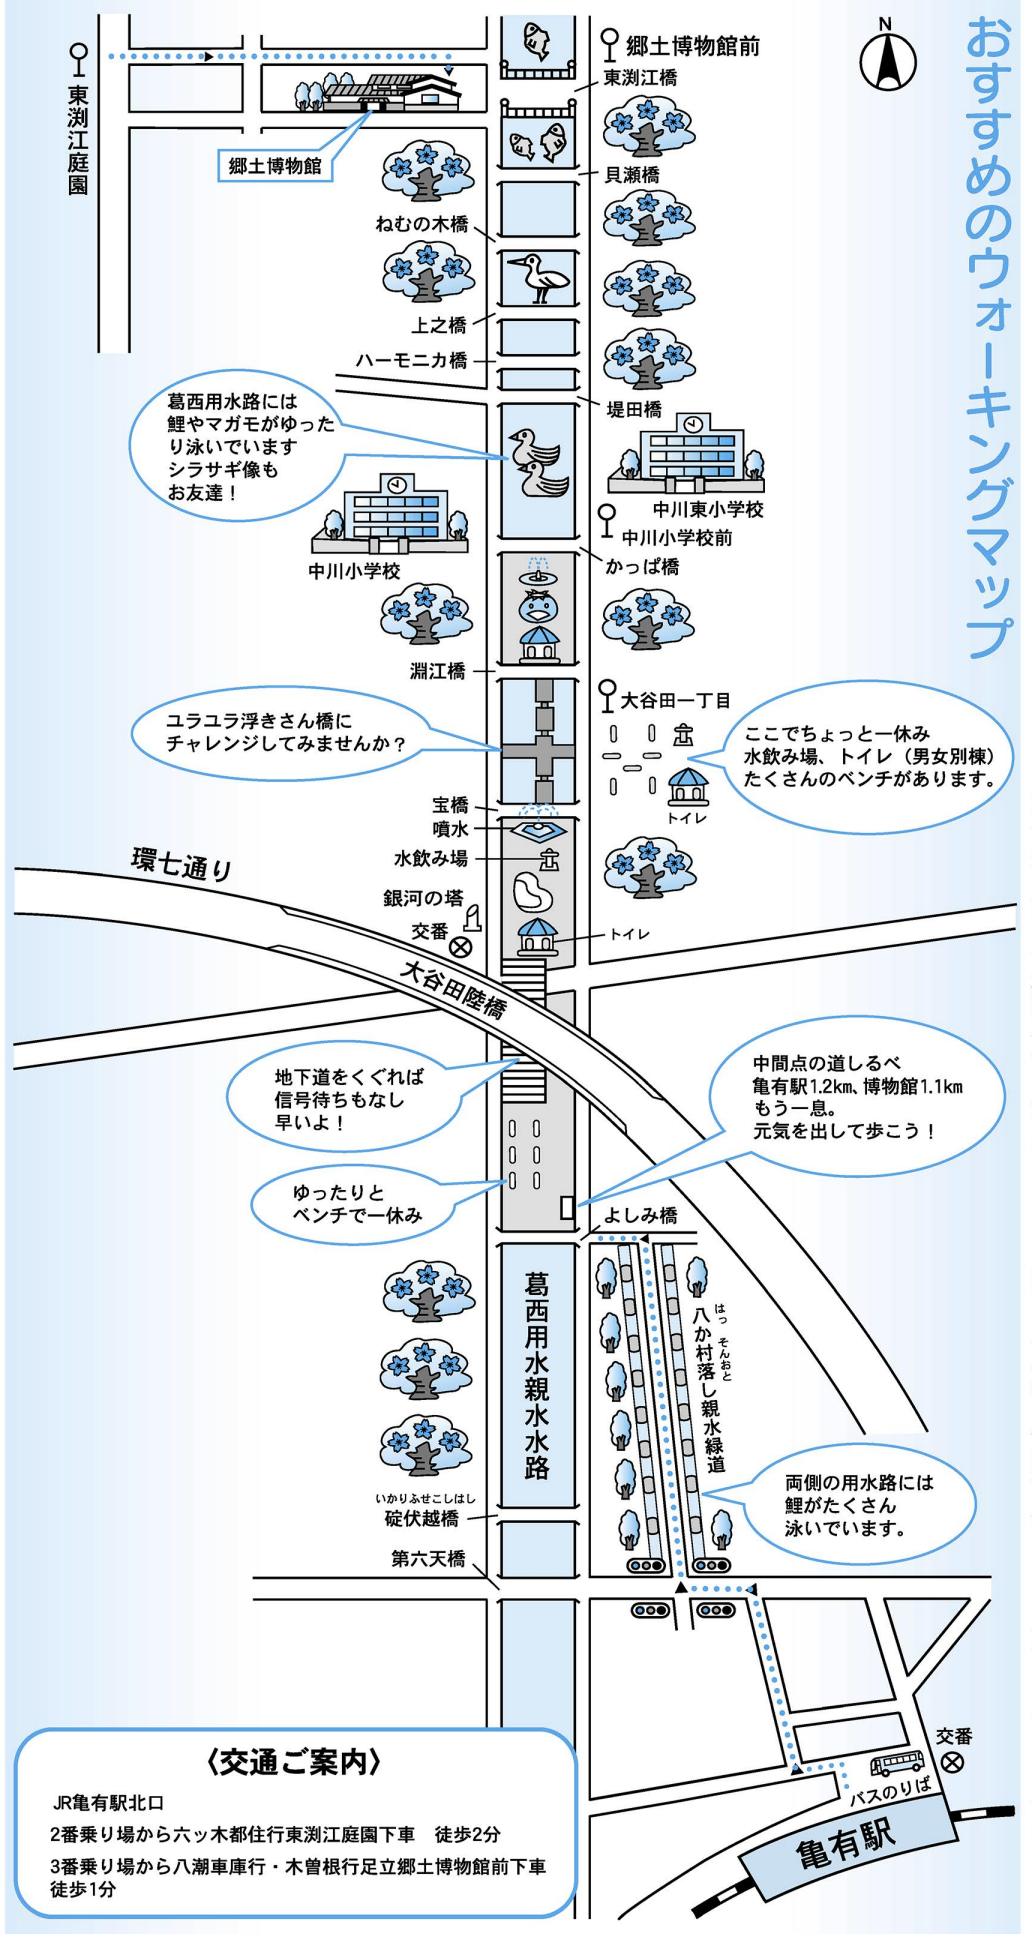 おすすめのウォーキングマップ
N
郷土博物館前
東渕江橋
東渕江庭園
郷土博物館
貝瀬橋
ねむの木橋
上之橋
ハーモニカ橋
堤田橋
葛西用水路には
鯉やマガモがゆった
り泳いでいます
シラサギ像も
お友達！
中川東小学校
中川小学校前
中川小学校
かっぱ橋
淵江橋
大谷田一丁目
ユラユラ浮きさん橋に
チャレンジしてみませんか？
ここでちょっと一休み
水飲み場、トイレ（男女別棟）
たくさんのベンチがあります。
トイレ
宝橋
噴水
水飲み場
環七通り
銀河の塔
交番
トイレ
大谷田陸橋
地下道をくぐれば
信号待ちもなし
早いよ！
中間点の道しるべ
亀有駅1.2km、博物館1.1km
もう一息。
元気を出して歩こう！
ゆったりと
ベンチで一休み
よしみ橋
葛西用水親水水路
はっ そんおと
八か村落し親水緑道
両側の用水路には
鯉がたくさん
泳いでいます。
いかりふせこしはし
碇伏越橋
第六天橋
交番
バスのりば
亀有駅
〈交通ご案内〉
JR亀有駅北口
2番乗り場から六ッ木都住行東渕江庭園下車　徒歩2分
3番乗り場から八潮車庫行・木曽根行足立郷土博物館前下車
徒歩1分